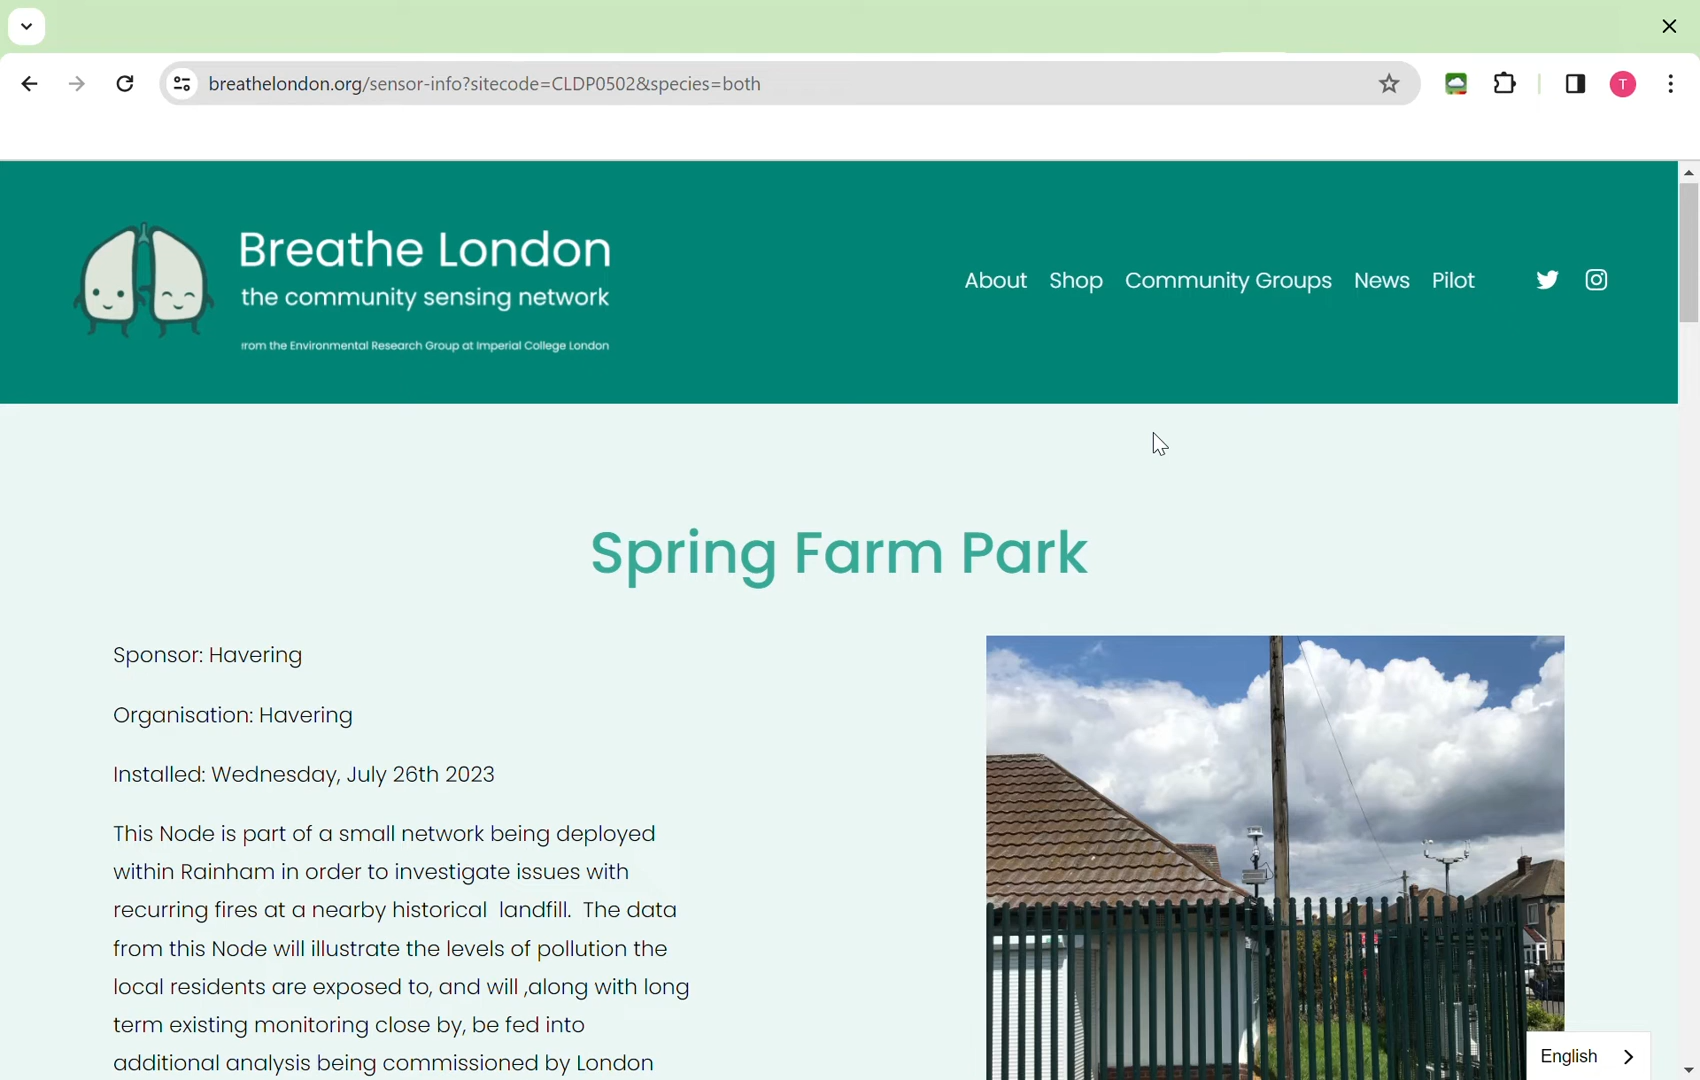 breathelondon.org/sensor-info?sitecode=CLDP0502&species=both
T
Breathe London
the community sensing network
from the Environmental Research Group at Imperial College London
About Shop Community Groups News Pilot
Spring Farm Park
Sponsor: Havering
Organisation: Havering
Installed: Wednesday, July 26th 2023
This Node is part of a small network being deployed
within Rainham in order to investigate issues with
recurring fires at a nearby historical landfill. The data
from this Node will illustrate the levels of pollution the
local residents are exposed to, and will ,along with long
term existing monitoring close by, be fed into
additional analysis being commissioned by London
English